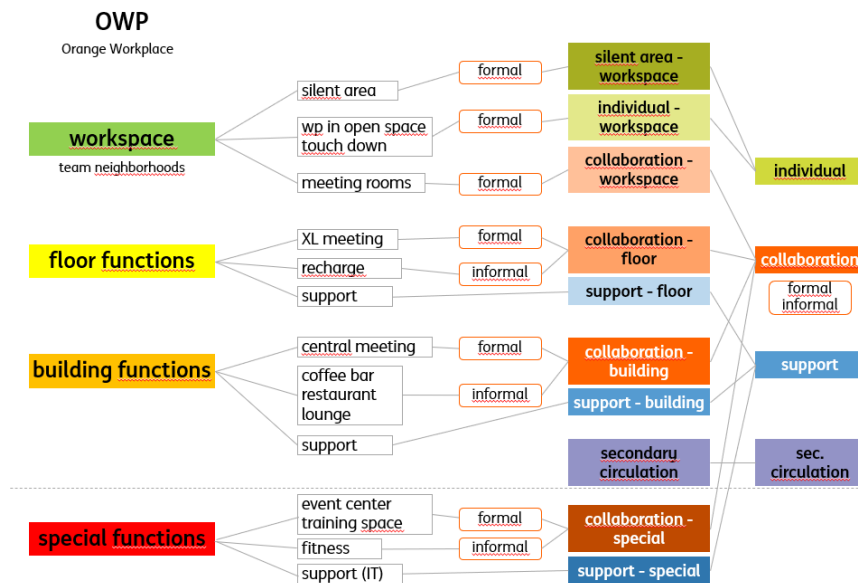 OWP
Orange Workplace
workspace
team neighborhoods
silent area
wp in open space
touch down
meeting rooms
formal
formal
formal
silent area -
workspace
individual -
workspace
collaboration -
workspace
individual
floor functions
XL meeting
recharge
support
formal
informal
collaboration -
floor
support - floor
collaboration
formal
informal
building functions
central meeting
coffee bar
restaurant
lounge
support
formal
informal
collaboration -
building
support - building
support
secondary
circulation
sec.
circulation
special functions
event center
training space
fitness
support (IT)
formal
informal
collaboration -
special
support - special